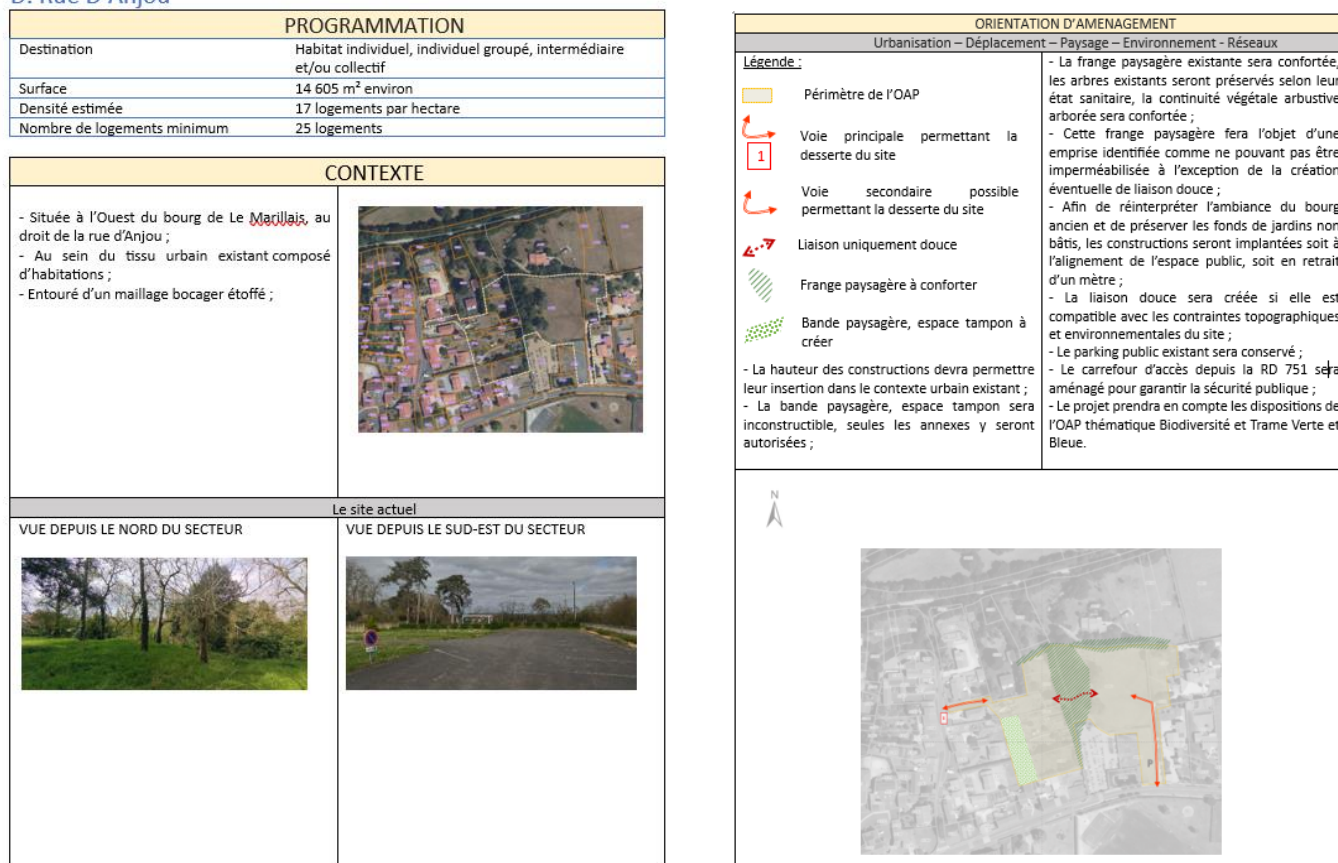 D. Rue D'Anjou
PROGRAMMATION
Destination Habitat individuel, individuel groupé, intermédiaire
et/ou collectif
Surface 14 605 m² environ
Densité estimée 17 logements par hectare
Nombre de logements minimum 25 logements
CONTEXTE
- Située à l'Ouest du bourg de Le Marillais, au
droit de la rue d'Anjou ;
- Au sein du tissu urbain existant composé
d'habitations ;
- Entouré d'un maillage bocager étoffé ;
Le site actuel
VUE DEPUIS LE NORD DU SECTEUR
VUE DEPUIS LE SUD-EST DU SECTEUR
ORIENTATION D'AMENAGEMENT
Urbanisation – Déplacement – Paysage – Environnement - Réseaux
Légende :
Périmètre de l'OAP
Voie principale permettant la
desserte du site
1
Voie secondaire possible
permettant la desserte du site
Liaison uniquement douce
Frange paysagère à conforter
Bande paysagère, espace tampon à
créer
- La hauteur des constructions devra permettre
leur insertion dans le contexte urbain existant ;
- La bande paysagère, espace tampon sera
inconstructible, seules les annexes y seront
autorisées ;
- La frange paysagère existante sera confortée,
les arbres existants seront préservés selon leur
état sanitaire, la continuité végétale arbustive
arborée sera confortée ;
- Cette frange paysagère fera l'objet d'une
emprise identifiée comme ne pouvant pas être
imperméabilisée à l'exception de la création
éventuelle de liaison douce ;
- Afin de réinterpréter l'ambiance du bourg
ancien et de préserver les fonds de jardins non
bâtis, les constructions seront implantées soit à
l'alignement de l'espace public, soit en retrait
d'un mètre ;
- La liaison douce sera créée si elle est
compatible avec les contraintes topographiques
et environnementales du site ;
- Le parking public existant sera conservé ;
- Le carrefour d'accès depuis la RD 751 sera
aménagé pour garantir la sécurité publique ;
- Le projet prendra en compte les dispositions de
l'OAP thématique Biodiversité et Trame Verte et
Bleue.
N
P